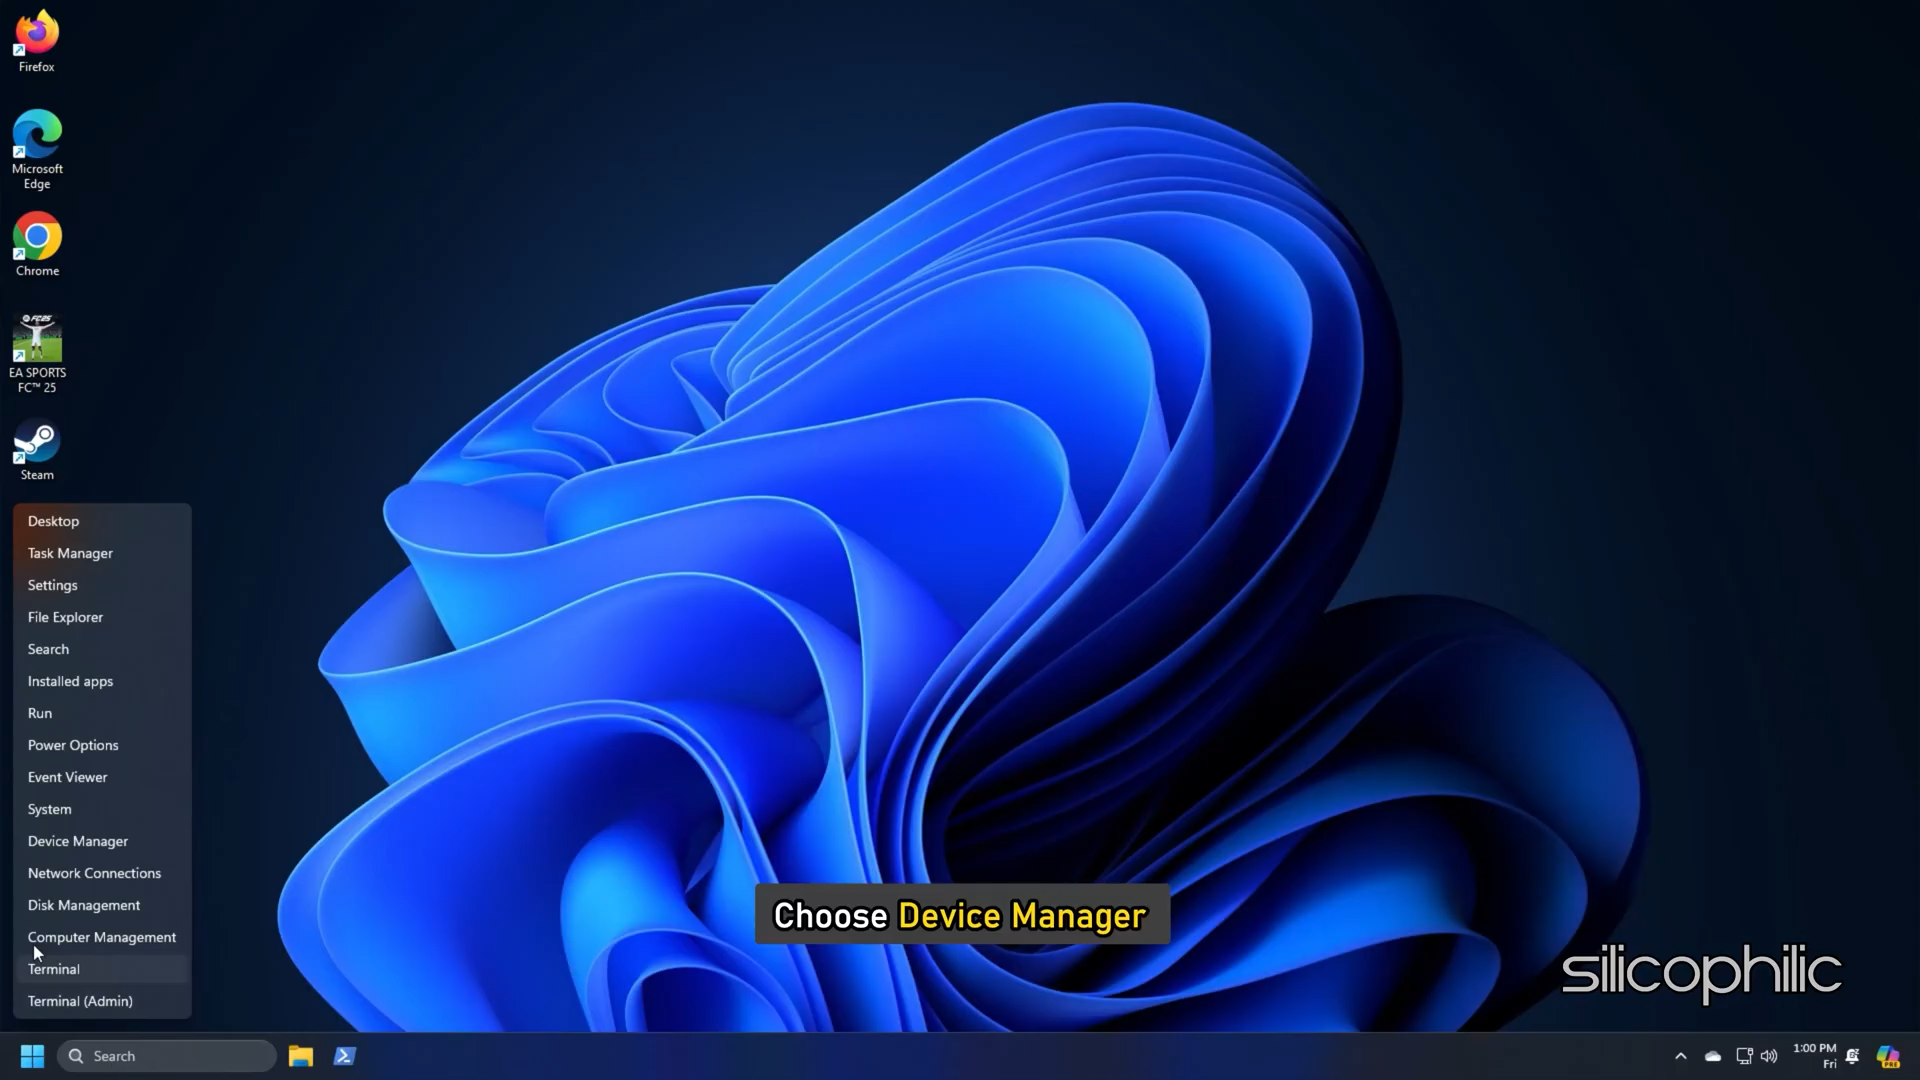 Firefox
Microsoft
Edge
Chrome
FC25
EA SPORTS
FC™ 25
Steam
Desktop
Task Manager
Settings
File Explorer
Search
Installed apps
Run
Power Options
Event Viewer
System
Device Manager
Network Connections
Disk Management
Computer Management
Terminal
Terminal (Admin)
Choose Device Manager
silicophilic
Search
1:00 PM
Fri
PRE